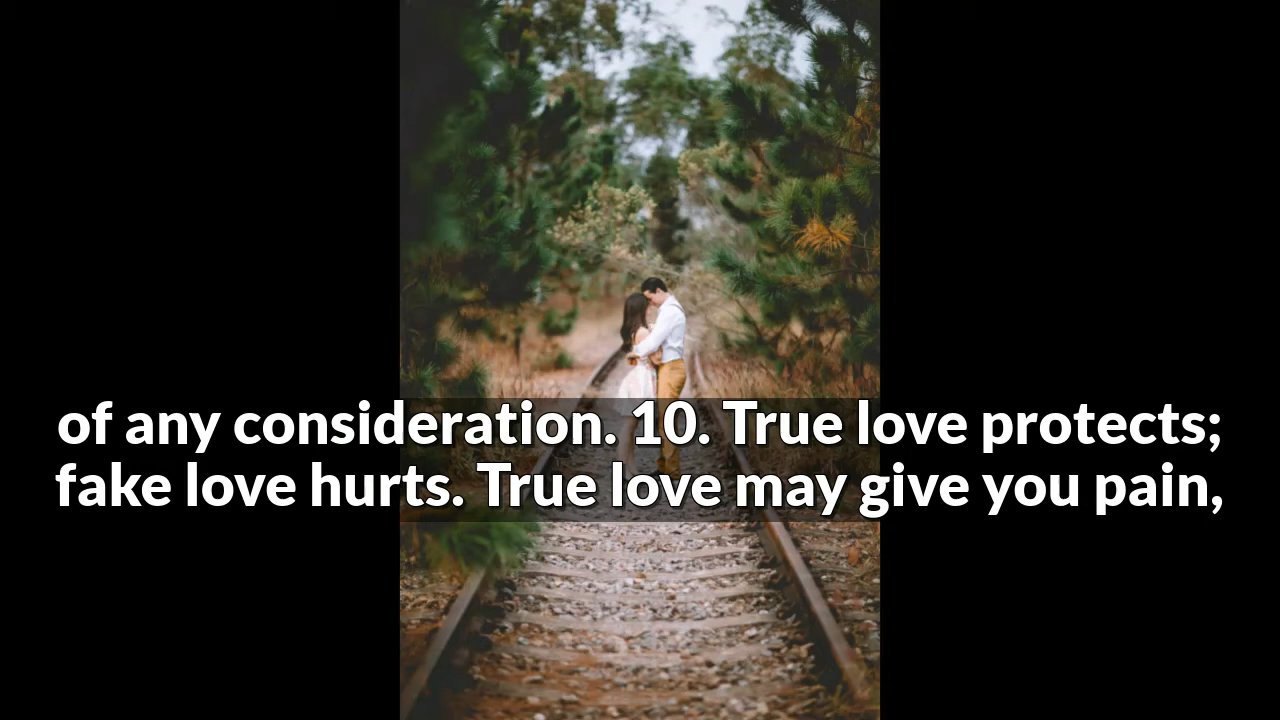 of any consideration. 10. True love protects;
fake love hurts. True love may give you pain,